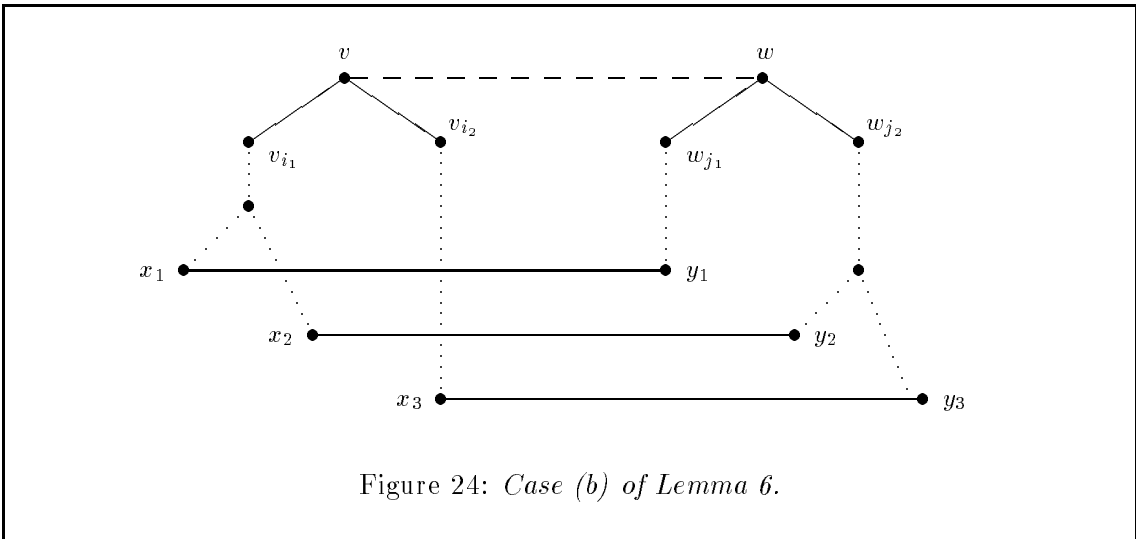 v w
v_{i_2} w_{j_2}
v_{i_1} w_{j_1}
x_1 y_1
x_2 y_2
x_3 y_3
Figure 24: Case (b) of Lemma 6.